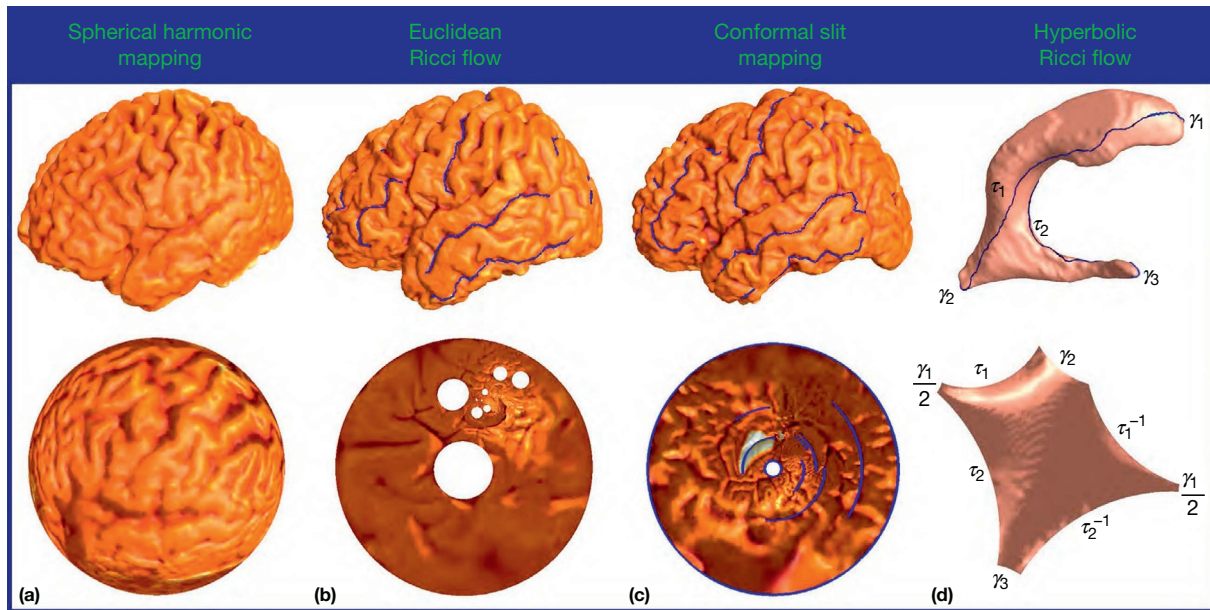 Spherical harmonic
mapping
Euclidean
Ricci flow
Conformal slit
mapping
Hyperbolic
Ricci flow
γ1
τ1
τ2
γ2
γ3
γ1
2
τ1
γ2
τ1⁻¹
τ2
γ1
2
τ2⁻¹
γ3
(a)
(b)
(c)
(d)